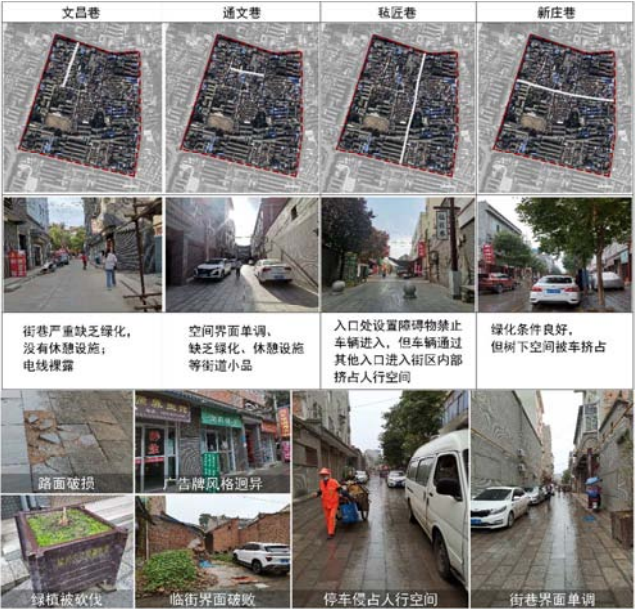 文昌巷
通文巷
毡匠巷
新庄巷
街巷严重缺乏绿化，
没有休憩设施；
电线裸露
空间界面单调、
缺乏绿化、休憩设施
等街道小品
入口处设置障碍物禁止
车辆进入，但车辆通过
其他入口进入街区内部
挤占人行空间
绿化条件良好，
但树下空间被车挤占
路面破损
广告牌风格迥异
停车侵占人行空间
街巷界面单调
绿植被砍伐
临街界面破败